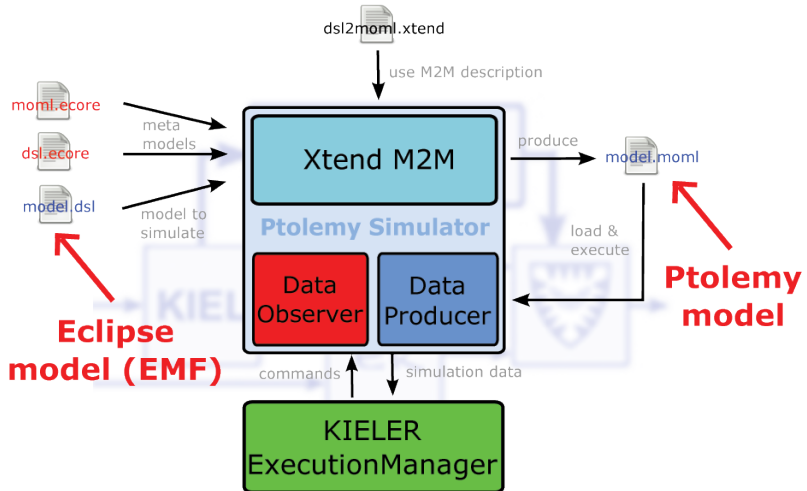 dsl2moml.xtend
use M2M description
moml.ecore
meta
models
dsl.ecore
model.dsl
model to
simulate
Xtend M2M
produce
model.moml
Ptolemy Simulator
load &
execute
Data
Observer
Data
Producer
KIEL
Eclipse
model (EMF)
Ptolemy
model
commands
simulation data
KIELER
ExecutionManager